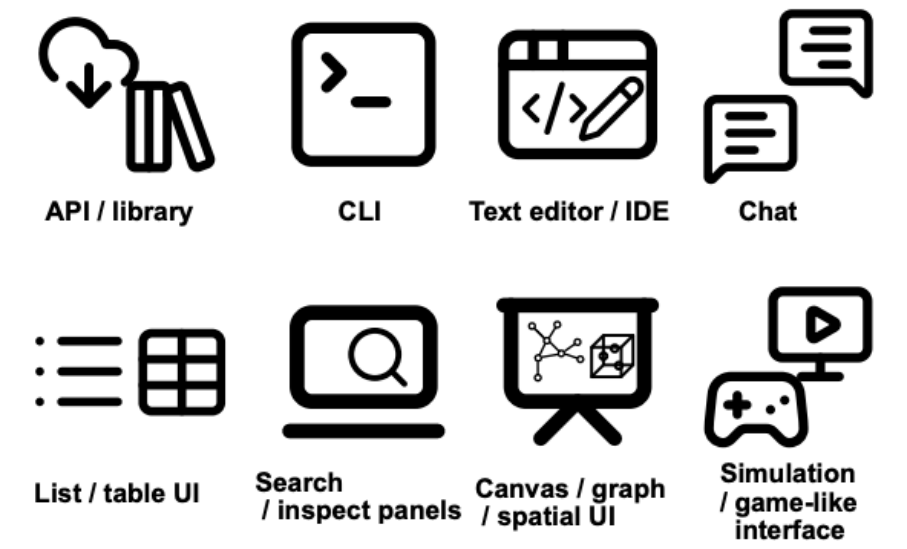 API / library
CLI
Text editor / IDE
Chat
List / table UI
Search
/ inspect panels
Canvas / graph
/ spatial UI
Simulation
/ game-like
interface